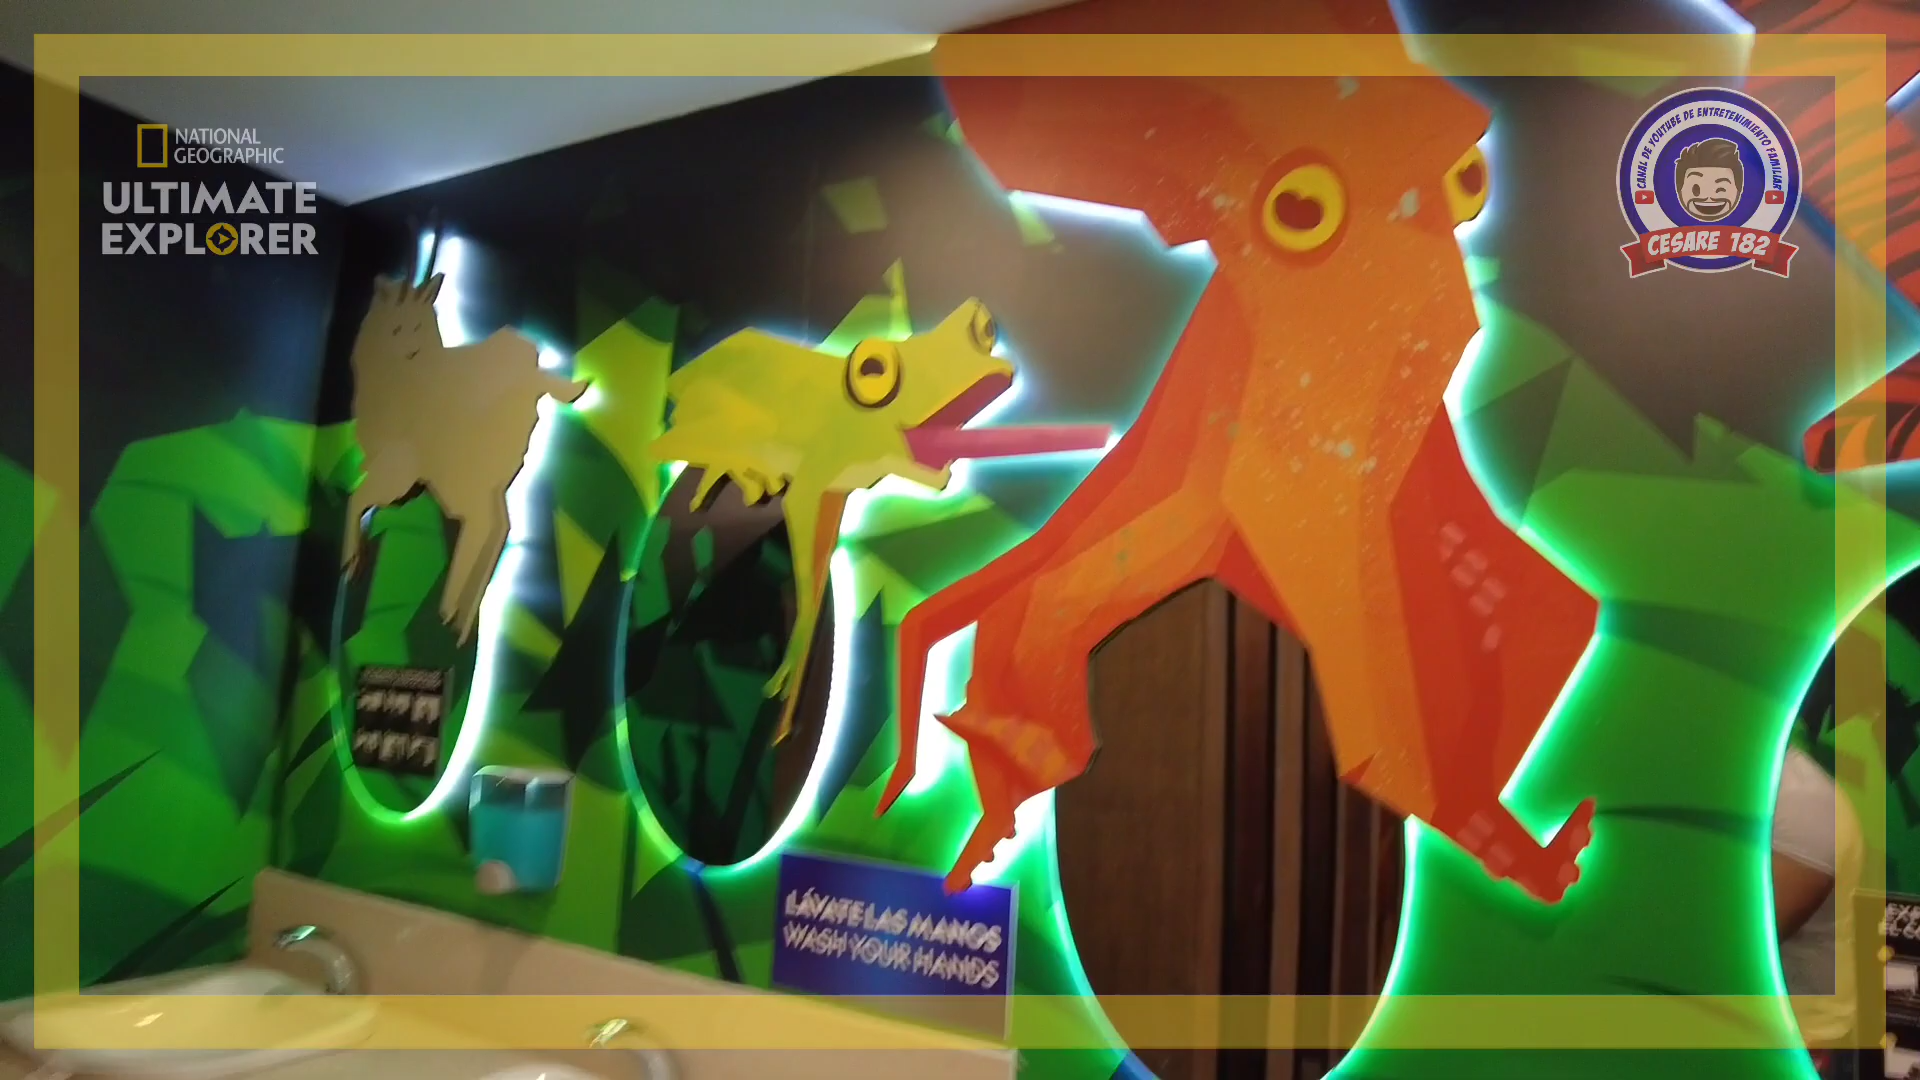 NATIONAL
GEOGRAPHIC
ULTIMATE
EXPLORER
CANAL DE YOUTUBE DE ENTRETENIMIENTO FAMILIAR
CESARE 182
LÁVATE LAS MANOS
WASH YOUR HANDS